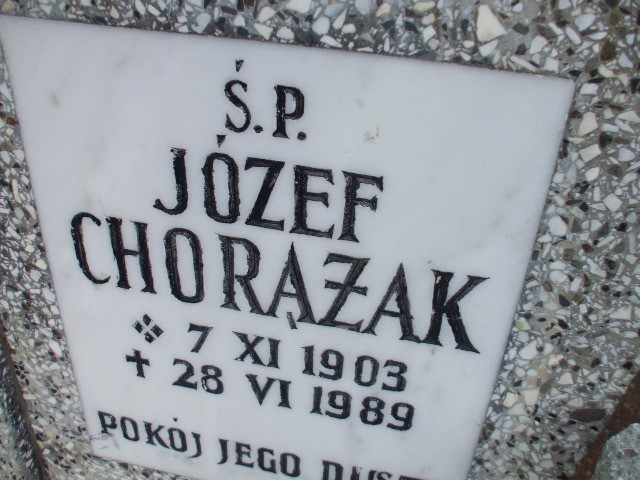 Ś.P.
JÓZEF
CHORĄŻAK
7 XI 1903
✝ 28 VI 1989
POKÓJ JEGO